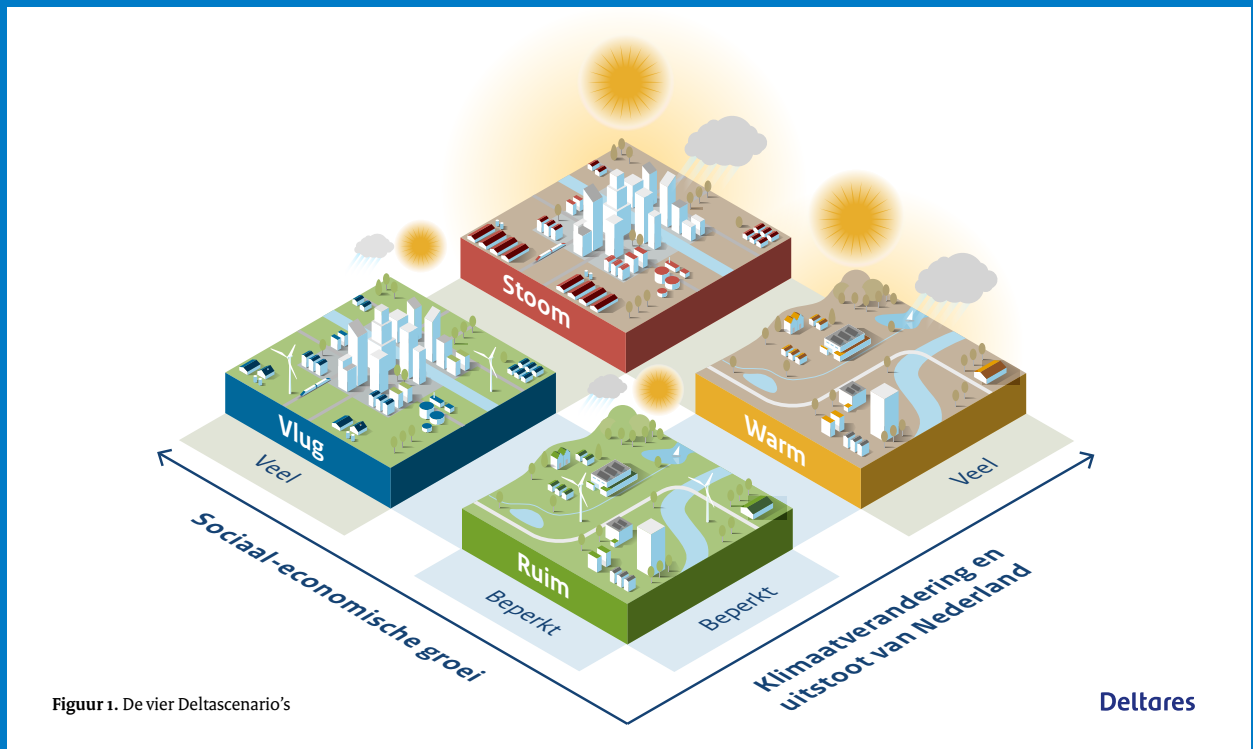 Stoom
Vlug
Warm
Veel
Veel
Ruim
Beperkt
Beperkt
Sociaal-economische groei
Klimaatverandering en
uitstoot van Nederland
Figuur 1. De vier Deltascenario’s
Deltares